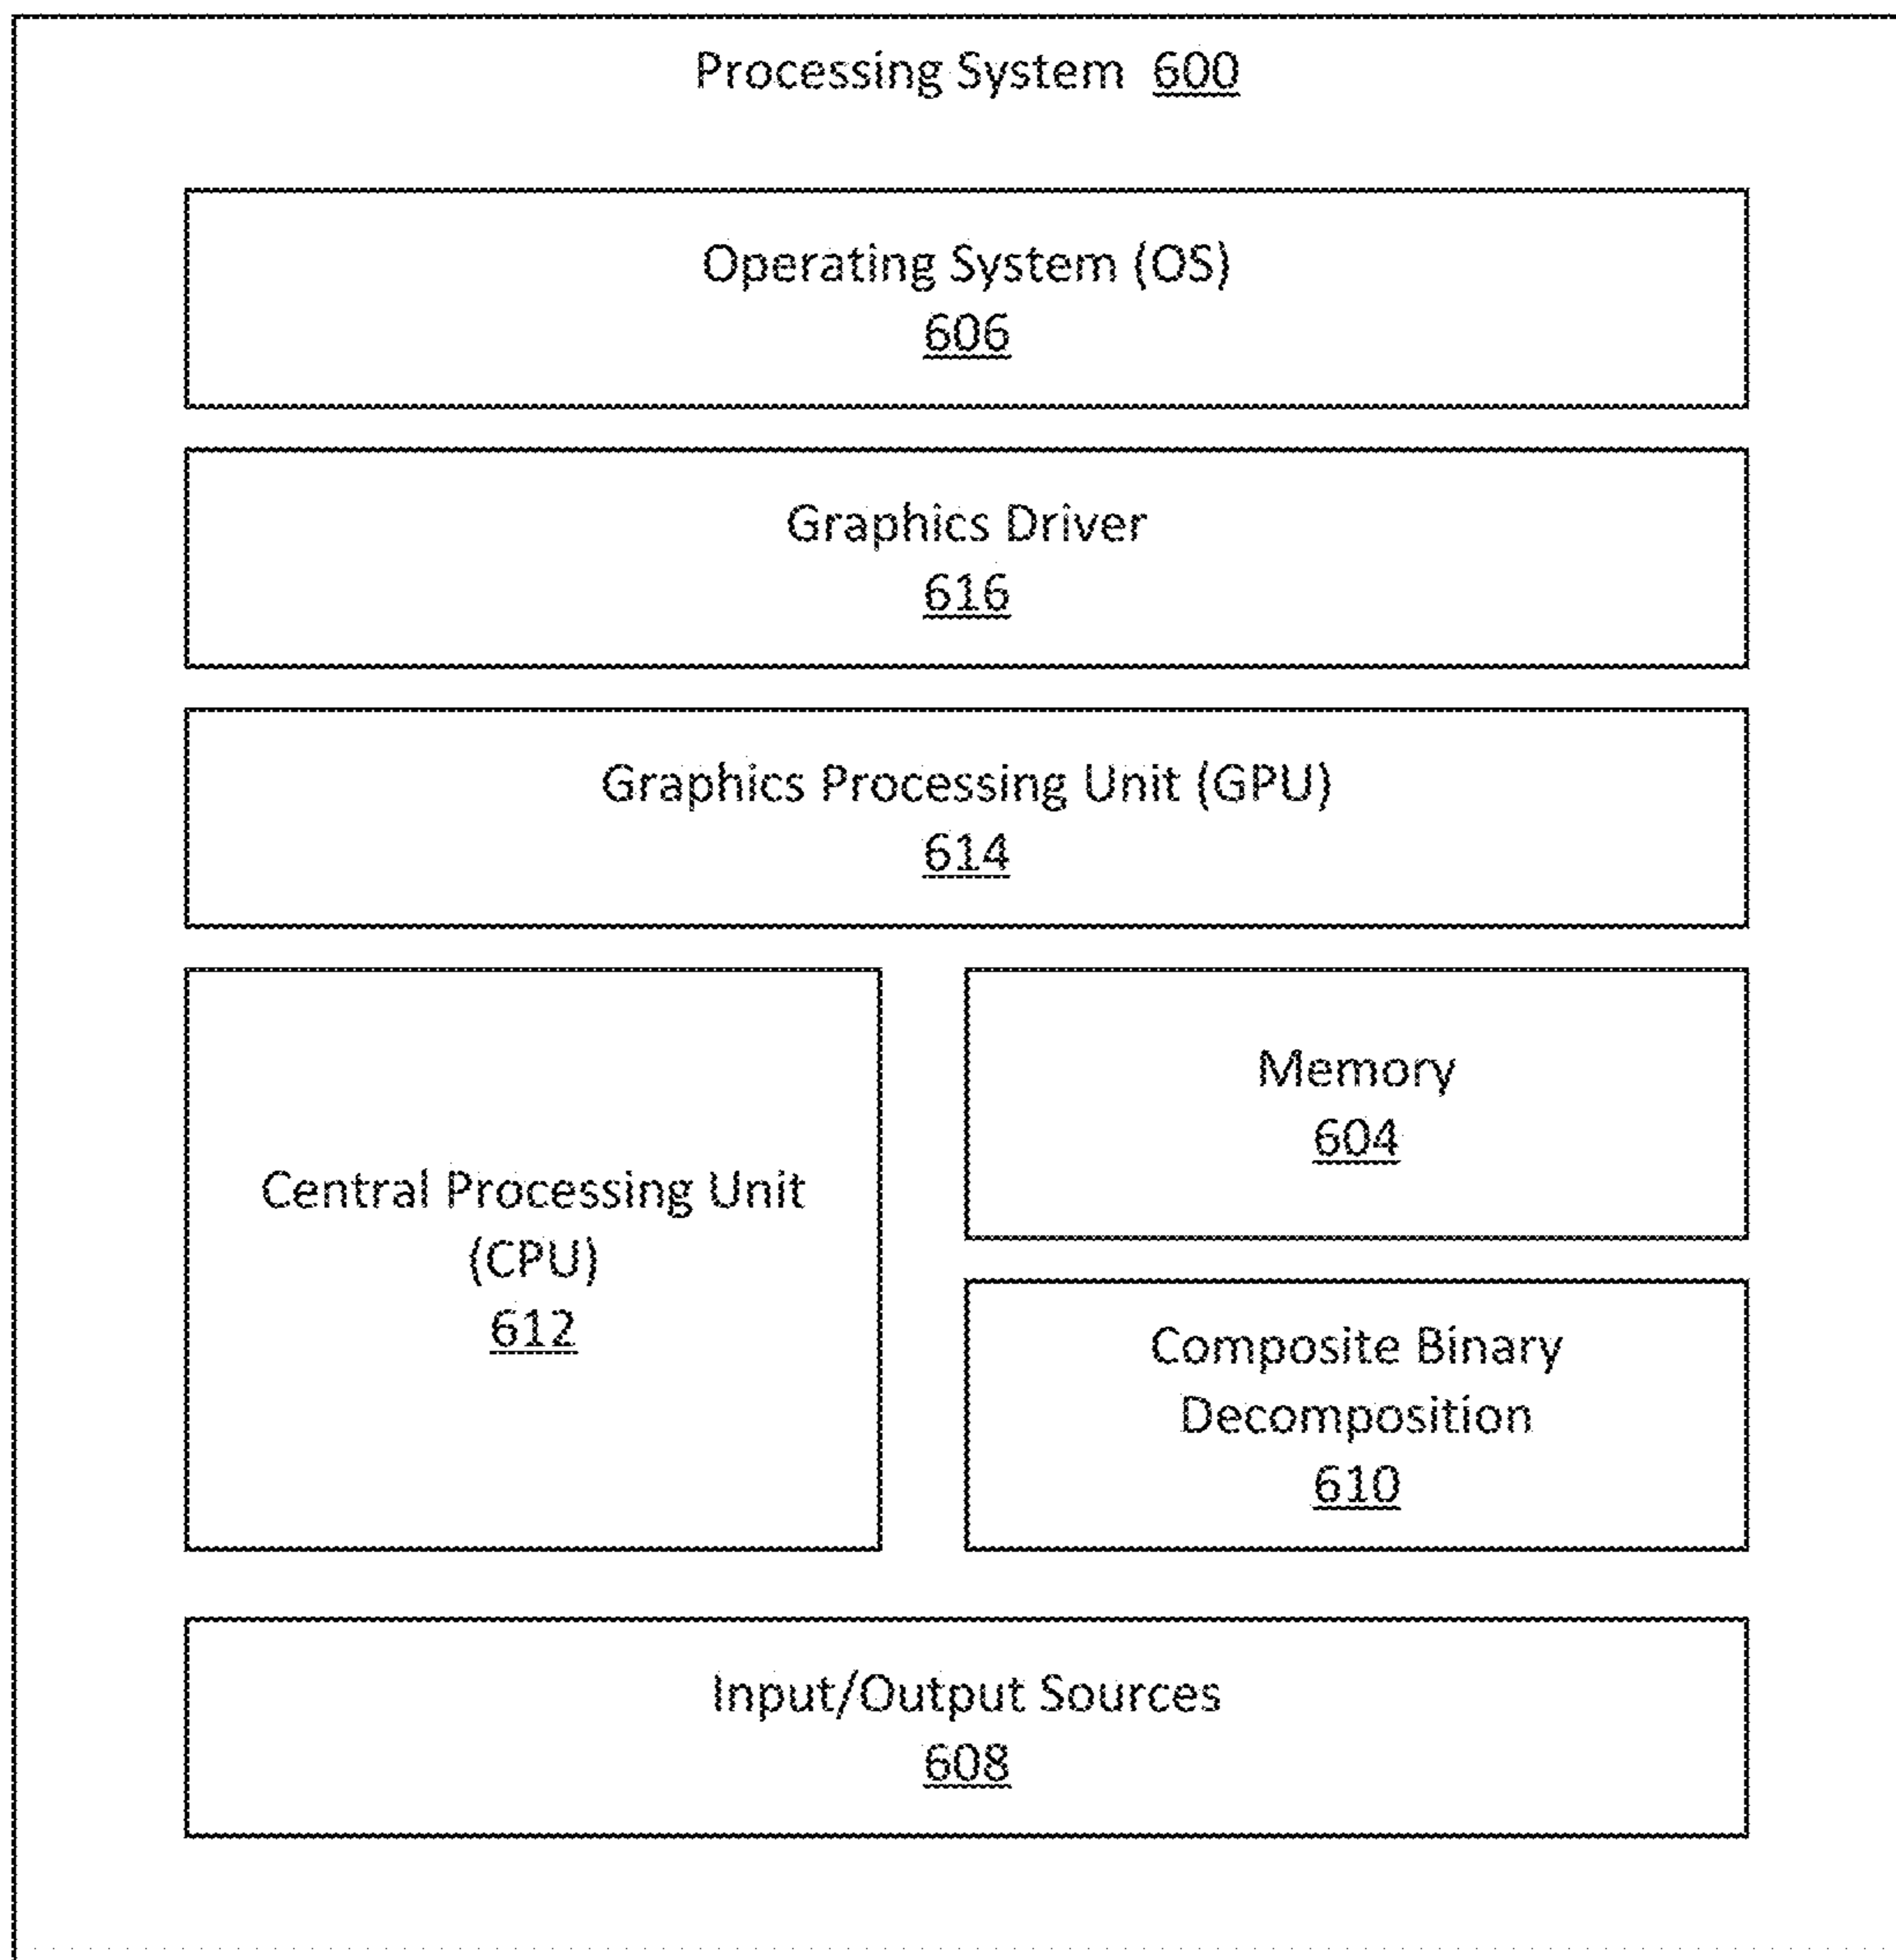 Processing System 600
Operating System (OS)
606
Graphics Driver
616
Graphics Processing Unit (GPU)
614
Central Processing Unit
(CPU)
612
Memory
604
Composite Binary
Decomposition
610
Input/Output Sources
608